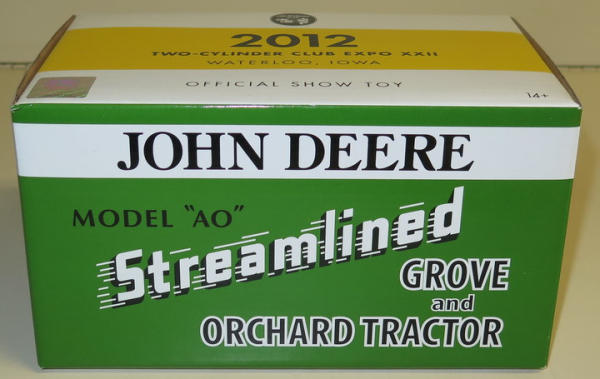 2012
TWO-CYLINDER CLUB EXPO XXII
WATERLOO, IOWA
OFFICIAL SHOW TOY
14+
JOHN DEERE
MODEL "AO"
Streamlined
GROVE
and
ORCHARD TRACTOR